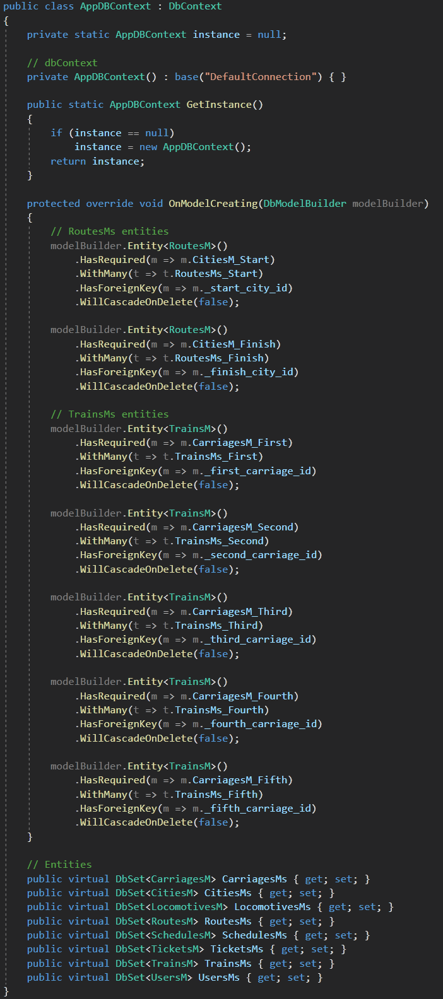 public class AppDBContext : DbContext
{
    private static AppDBContext instance = null;

    // dbContext
    private AppDBContext() : base("DefaultConnection") { }

    public static AppDBContext GetInstance()
    {
        if (instance == null)
            instance = new AppDBContext();
        return instance;
    }

    protected override void OnModelCreating(DbModelBuilder modelBuilder)
    {
        // RoutesMs entities
        modelBuilder.Entity<RoutesM>()
            .HasRequired(m => m.CitiesM_Start)
            .WithMany(t => t.RoutesMs_Start)
            .HasForeignKey(m => m._start_city_id)
            .WillCascadeOnDelete(false);

        modelBuilder.Entity<RoutesM>()
            .HasRequired(m => m.CitiesM_Finish)
            .WithMany(t => t.RoutesMs_Finish)
            .HasForeignKey(m => m._finish_city_id)
            .WillCascadeOnDelete(false);

        // TrainsMs entities
        modelBuilder.Entity<TrainsM>()
            .HasRequired(m => m.CarriagesM_First)
            .WithMany(t => t.TrainsMs_First)
            .HasForeignKey(m => m._first_carriage_id)
            .WillCascadeOnDelete(false);

        modelBuilder.Entity<TrainsM>()
            .HasRequired(m => m.CarriagesM_Second)
            .WithMany(t => t.TrainsMs_Second)
            .HasForeignKey(m => m._second_carriage_id)
            .WillCascadeOnDelete(false);

        modelBuilder.Entity<TrainsM>()
            .HasRequired(m => m.CarriagesM_Third)
            .WithMany(t => t.TrainsMs_Third)
            .HasForeignKey(m => m._third_carriage_id)
            .WillCascadeOnDelete(false);

        modelBuilder.Entity<TrainsM>()
            .HasRequired(m => m.CarriagesM_Fourth)
            .WithMany(t => t.TrainsMs_Fourth)
            .HasForeignKey(m => m._fourth_carriage_id)
            .WillCascadeOnDelete(false);

        modelBuilder.Entity<TrainsM>()
            .HasRequired(m => m.CarriagesM_Fifth)
            .WithMany(t => t.TrainsMs_Fifth)
            .HasForeignKey(m => m._fifth_carriage_id)
            .WillCascadeOnDelete(false);
    }

    // Entities
    public virtual DbSet<CarriagesM> CarriagesMs { get; set; }
    public virtual DbSet<CitiesM> CitiesMs { get; set; }
    public virtual DbSet<LocomotivesM> LocomotivesMs { get; set; }
    public virtual DbSet<RoutesM> RoutesMs { get; set; }
    public virtual DbSet<SchedulesM> SchedulesMs { get; set; }
    public virtual DbSet<TicketsM> TicketsMs { get; set; }
    public virtual DbSet<TrainsM> TrainsMs { get; set; }
    public virtual DbSet<UsersM> UsersMs { get; set; }
}